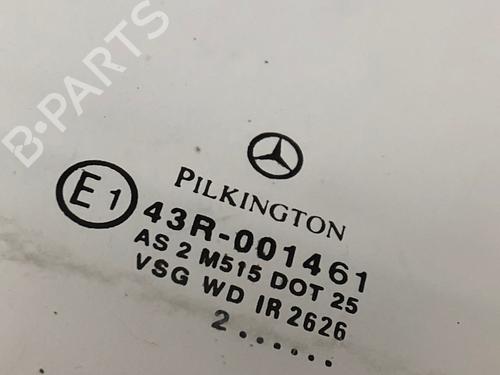 B-PARTS
PILKINGTON
E1
43R-001461
AS 2 M515 DOT 25
VSG WD IR 2626
2......